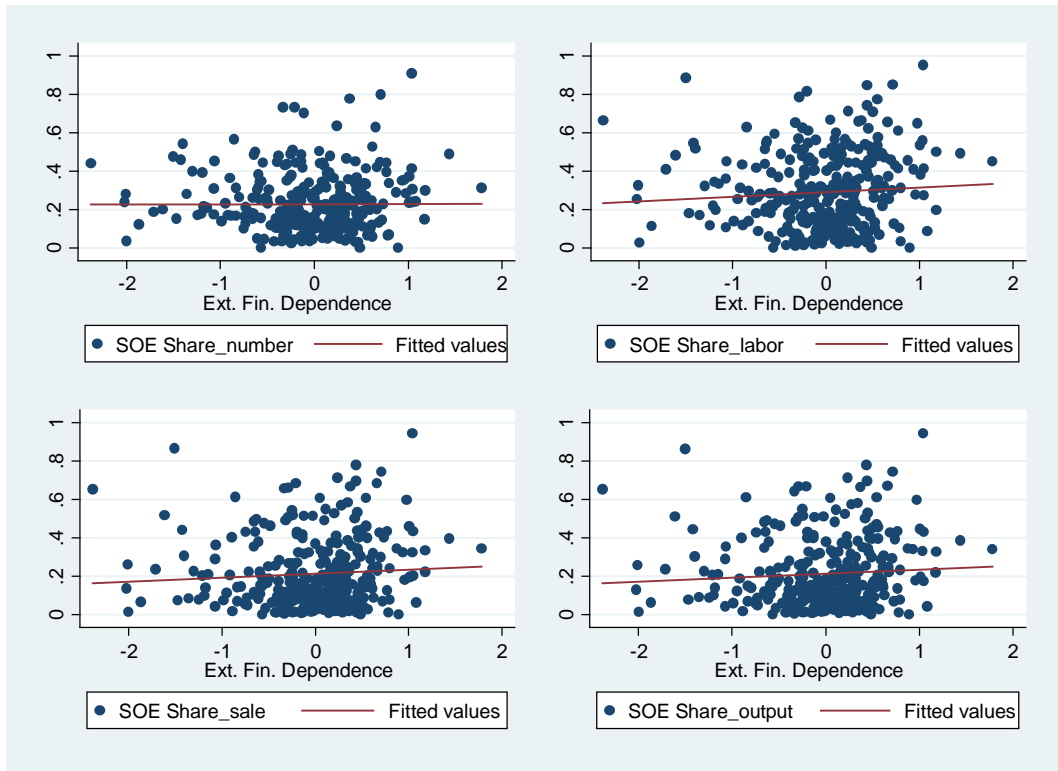 1
.8
.6
.4
.2
0
-2 -1 0 1 2
Ext. Fin. Dependence
SOE Share_number Fitted values
1
.8
.6
.4
.2
0
-2 -1 0 1 2
Ext. Fin. Dependence
SOE Share_labor Fitted values
1
.8
.6
.4
.2
0
-2 -1 0 1 2
Ext. Fin. Dependence
SOE Share_sale Fitted values
1
.8
.6
.4
.2
0
-2 -1 0 1 2
Ext. Fin. Dependence
SOE Share_output Fitted values